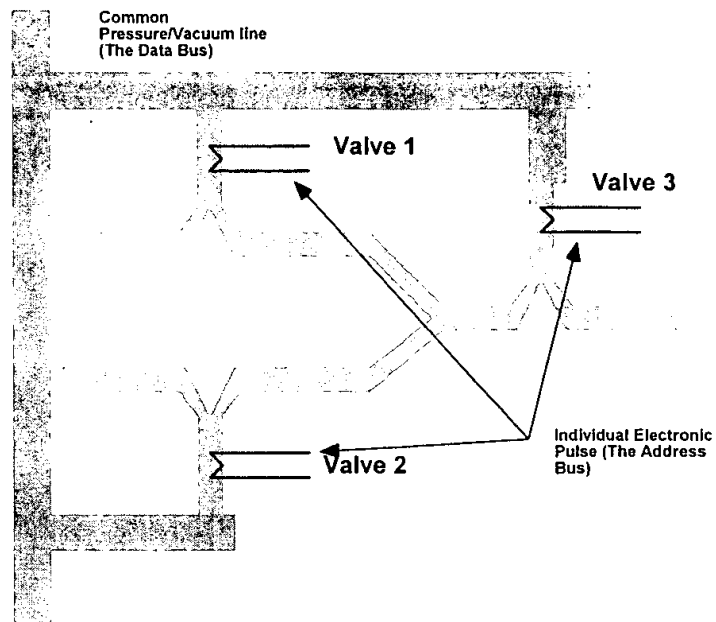 Common
Pressure/Vacuum line
(The Data Bus)
Valve 1
Valve 3
Individual Electronic
Pulse (The Address
Bus)
Valve 2